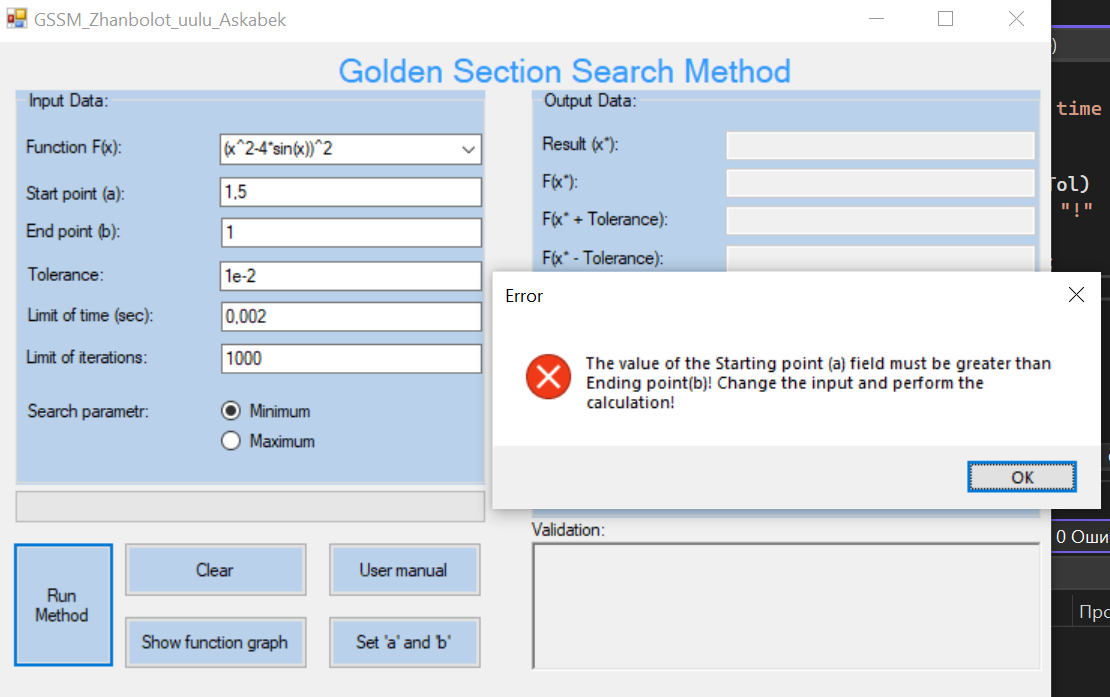 GSSM_Zhanbolot_uulu_Askabek
Golden Section Search Method
Input Data:
Function F(x):
(x^2-4*sin(x))^2
Start point (a):
1,5
End point (b):
1
Tolerance:
1e-2
Limit of time (sec):
0,002
Limit of iterations:
1000
Search parametr:
Minimum
Maximum
Run
Method
Clear
User manual
Show function graph
Set 'a' and 'b'
Output Data:
Result (x*):
F(x*):
F(x* + Tolerance):
F(x* - Tolerance):
Error
The value of the Starting point (a) field must be greater than
Ending point(b)! Change the input and perform the
calculation!
OK
Validation:
)
time
Tol)
"!"
0 Оши
Про